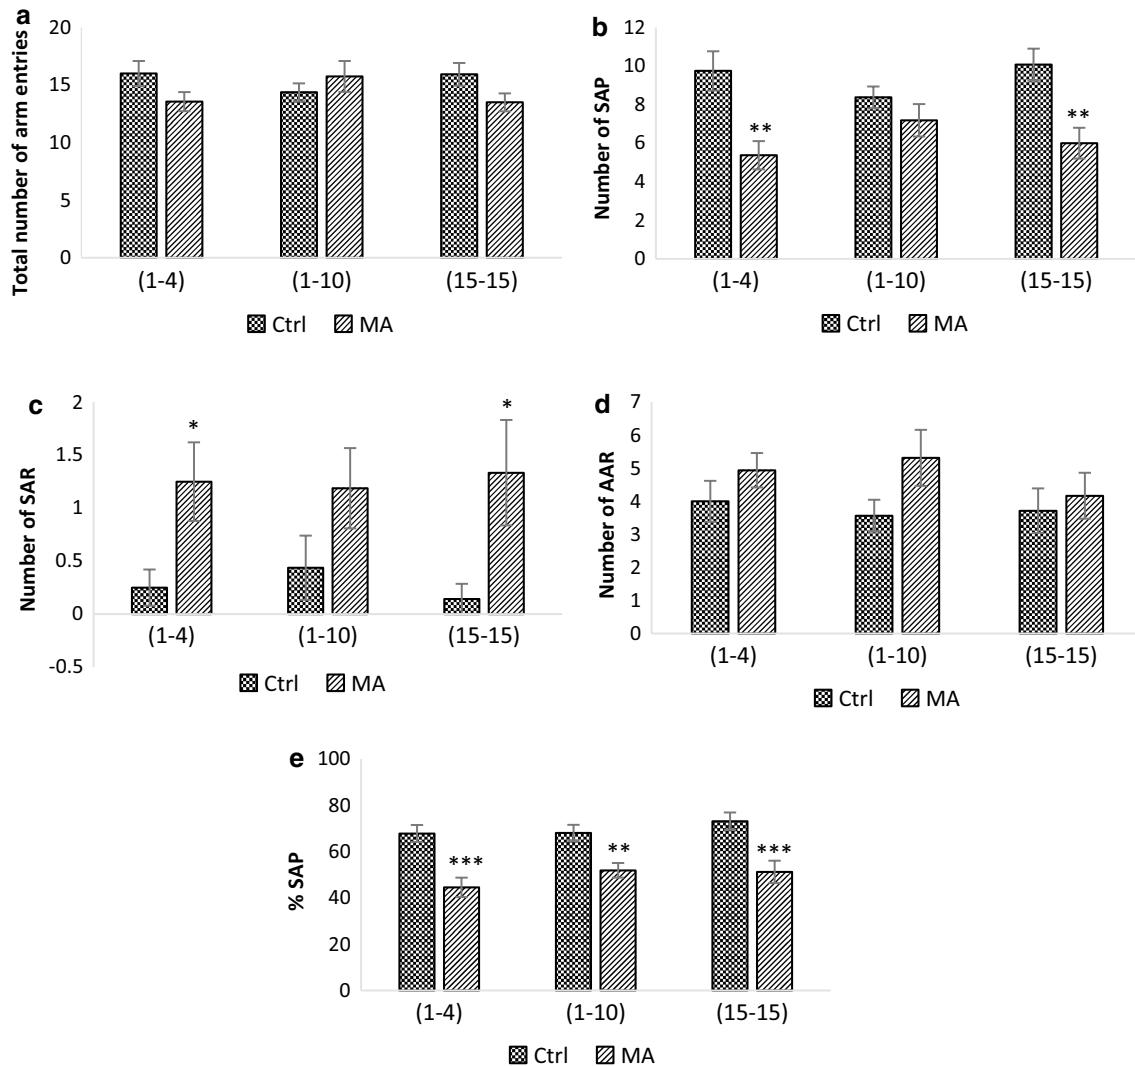 a
Total number of arm entries
20
15
10
5
0
(1-4) (1-10) (15-15)
Ctrl MA
b
Number of SAP
12
10
8
6
4
2
0
** **
(1-4) (1-10) (15-15)
Ctrl MA
c
Number of SAR
2
1.5
1
0.5
0
-0.5
* *
(1-4) (1-10) (15-15)
Ctrl MA
d
Number of AAR
7
6
5
4
3
2
1
0
(1-4) (1-10) (15-15)
Ctrl MA
e
% SAP
100
80
60
40
20
0
*** ** ***
(1-4) (1-10) (15-15)
Ctrl MA